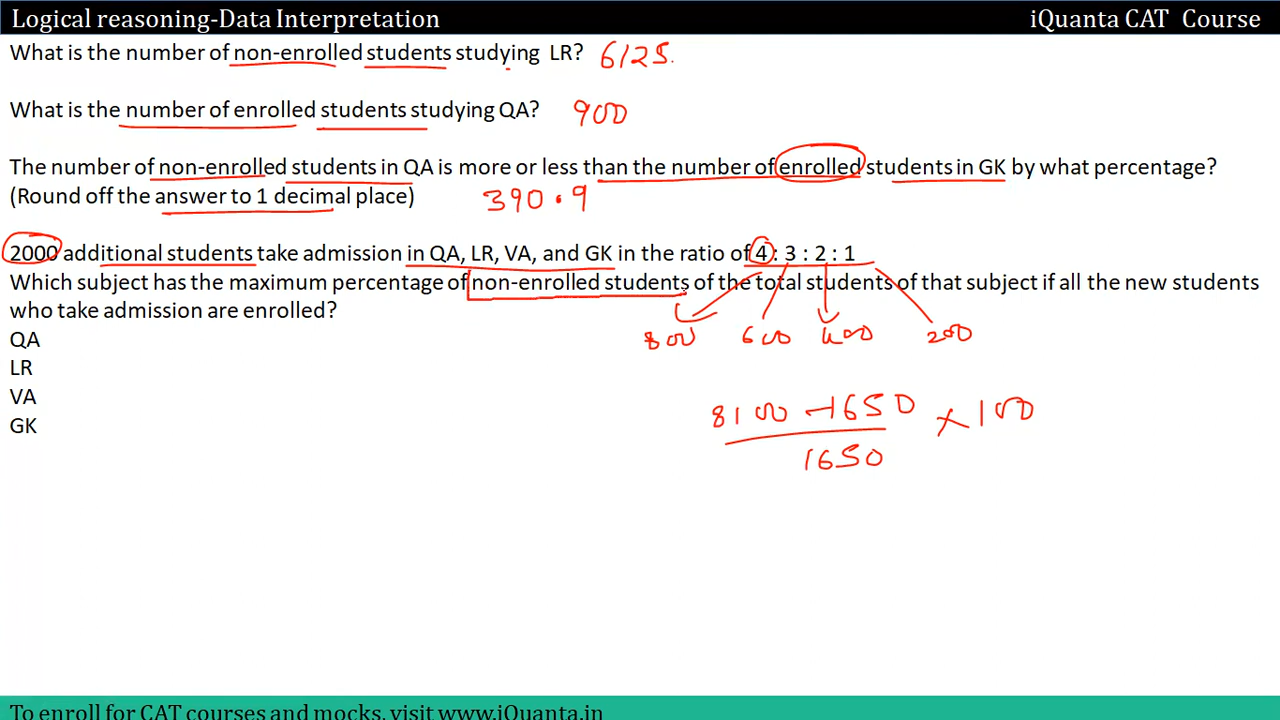 Logical reasoning-Data Interpretation iQuanta CAT Course
What is the number of non-enrolled students studying LR? 6125.
What is the number of enrolled students studying QA? 900
The number of non-enrolled students in QA is more or less than the number of enrolled students in GK by what percentage?
(Round off the answer to 1 decimal place) 390.9
2000 additional students take admission in QA, LR, VA, and GK in the ratio of 4 : 3 : 2 : 1
Which subject has the maximum percentage of non-enrolled students of the total students of that subject if all the new students
who take admission are enrolled?
800 600 400 200
QA
LR
VA
GK
8100 - 1650 × 100
1650
To enroll for CAT courses and mocks, visit www.iQuanta.in